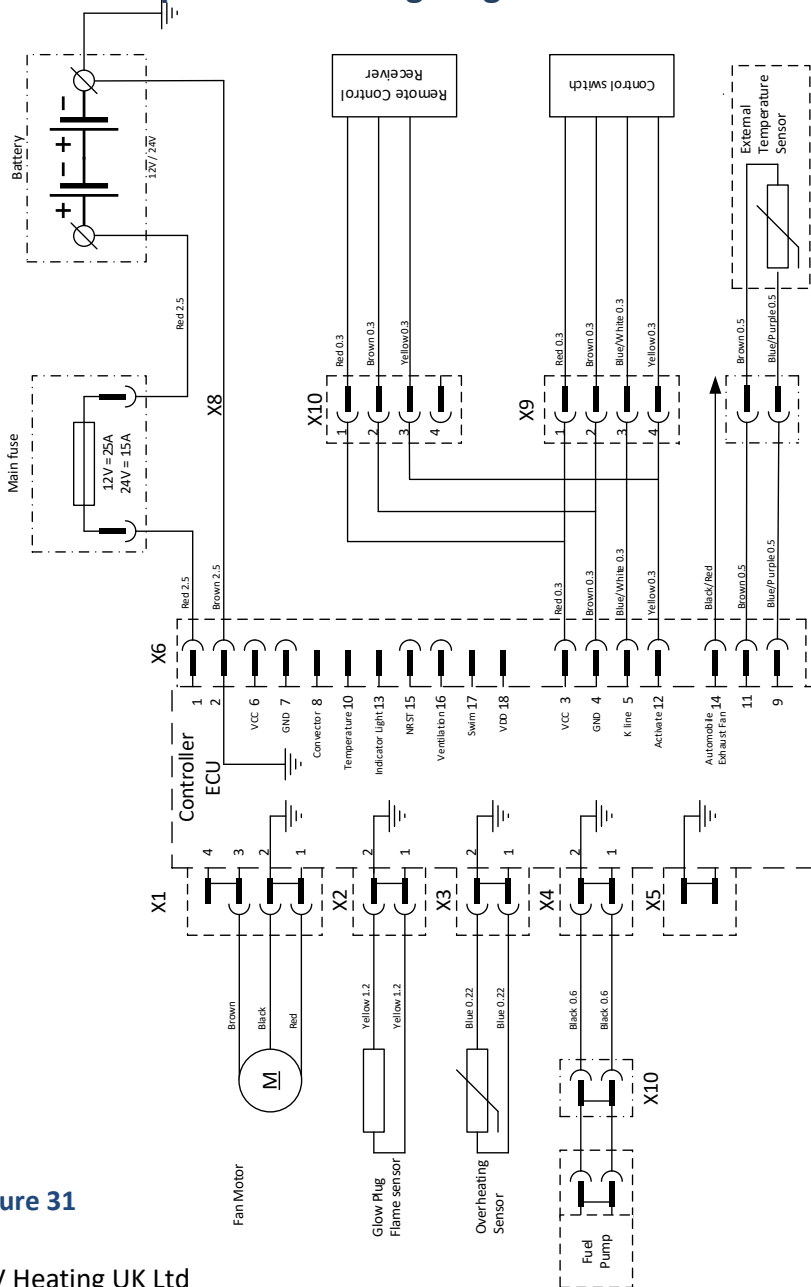 Battery
+ − + −
12V / 24V
Red 2.5
Main fuse
12V = 25A
24V = 15A
X8
Red 2.5
Brown 2.5
Remote Control
Receiver
Control switch
External
Temperature
Sensor
X10
Red 0.3
Brown 0.3
Yellow 0.3
1
2
3
4
X9
Red 0.3
Brown 0.3
Blue/White 0.3
Yellow 0.3
1
2
3
4
Brown 0.5
Blue/Purple 0.5
Red 0.3
Brown 0.3
Blue/White 0.3
Yellow 0.3
Black/Red
Brown 0.5
Blue/Purple 0.5
X6
1
2
VCC 6
GND 7
Convector 8
Temperature 10
Indicator Light 13
NRST 15
Ventilation 16
Swim 17
VDD 18
VCC 3
GND 4
K line 5
Activate 12
Automobile 14
Exhaust Fan
11
9
Controller
ECU
X1
4
3
2
1
X2
2
1
X3
2
1
X4
2
1
X5
Brown
Black
Red
M
Fan Motor
Yellow 1.2
Yellow 1.2
Glow Plug
Flame sensor
Blue 0.22
Blue 0.22
Overheating
Sensor
Black 0.6
Black 0.6
X10
Fuel
Pump
ure 31
Heating UK Ltd